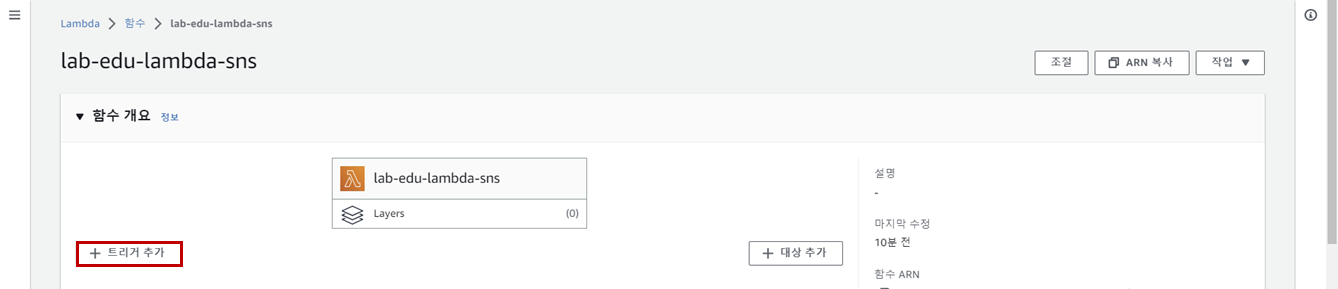 Lambda > 함수 > lab-edu-lambda-sns
lab-edu-lambda-sns
조절
ARN 복사
작업
함수 개요 정보
lab-edu-lambda-sns
Layers (0)
+ 트리거 추가
+ 대상 추가
설명
-
마지막 수정
10분 전
함수 ARN